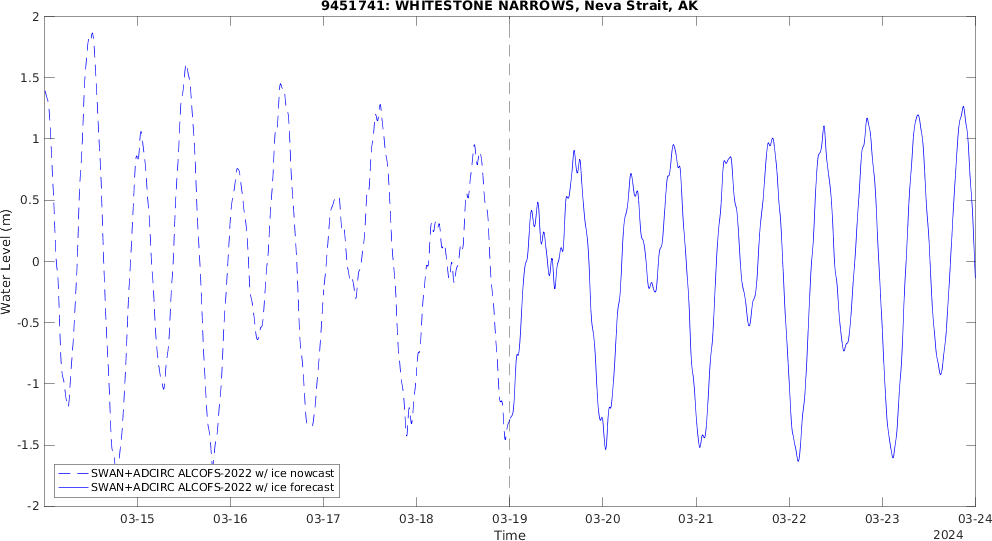 9451741: WHITESTONE NARROWS, Neva Strait, AK
2
1.5
1
0.5
0
-0.5
-1
-1.5
-2
Water Level (m)
SWAN+ADCIRC ALCOFS-2022 w/ ice nowcast
SWAN+ADCIRC ALCOFS-2022 w/ ice forecast
03-15 03-16 03-17 03-18 03-19 03-20 03-21 03-22 03-23 03-24
Time
2024